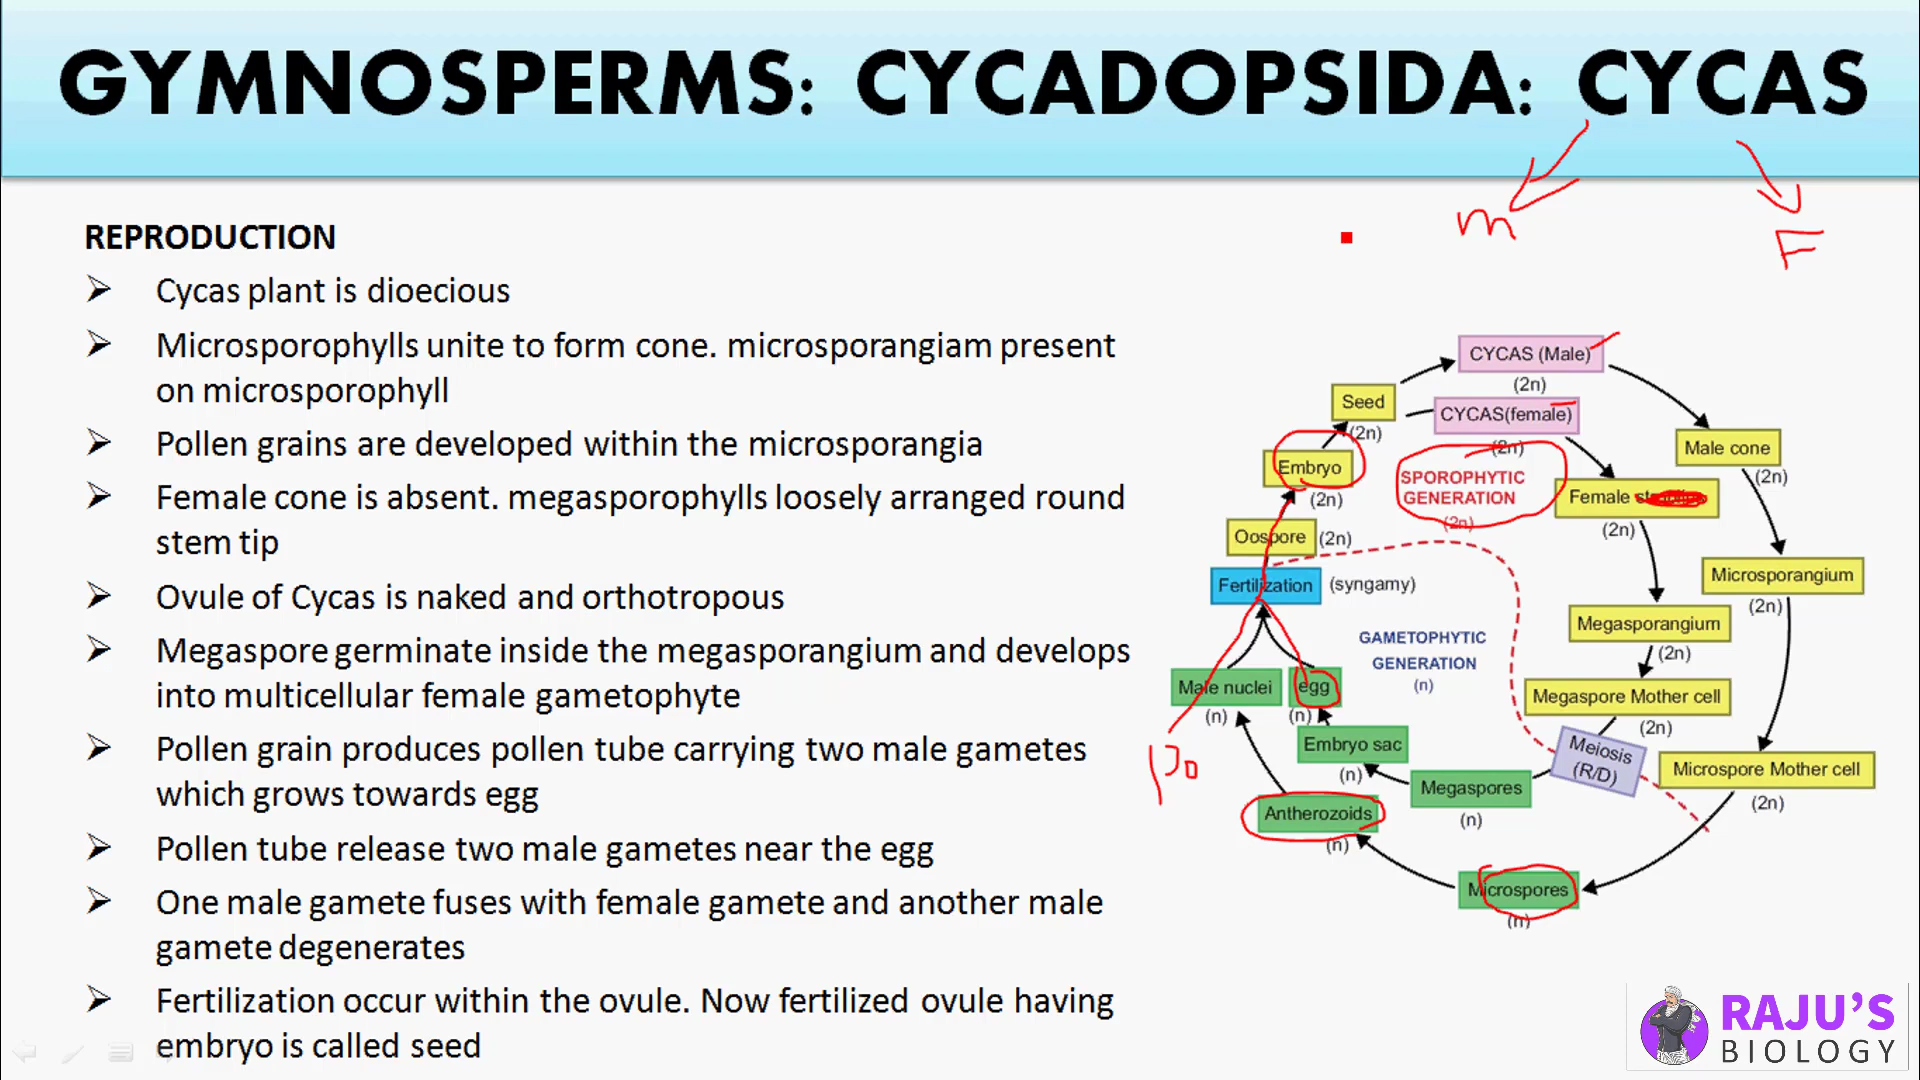 GYMNOSPERMS: CYCADOPSIDA: CYCAS
m
F
REPRODUCTION
Cycas plant is dioecious
Microsporophylls unite to form cone. microsporangiam present
on microsporophyll
Pollen grains are developed within the microsporangia
Female cone is absent. megasporophylls loosely arranged round
stem tip
Ovule of Cycas is naked and orthotropous
Megaspore germinate inside the megasporangium and develops
into multicellular female gametophyte
Pollen grain produces pollen tube carrying two male gametes
which grows towards egg
Pollen tube release two male gametes near the egg
One male gamete fuses with female gamete and another male
gamete degenerates
Fertilization occur within the ovule. Now fertilized ovule having
embryo is called seed
CYCAS (Male)
(2n)
Seed
(2n)
CYCAS(female)
(2n)
Male cone
(2n)
Embryo
(2n)
SPOROPHYTIC
GENERATION
(2n)
Female
(2n)
Oospore (2n)
Fertilization (syngamy)
Microsporangium
(2n)
Megasporangium
(2n)
GAMETOPHYTIC
GENERATION
(n)
Male nuclei
(n)
egg
(n)
Megaspore Mother cell
(2n)
Embryo sac
(n)
Meiosis
(R/D)
Microspore Mother cell
(2n)
Megaspores
(n)
Antherozoids
(n)
Microspores
(n)
RAJU'S
BIOLOGY